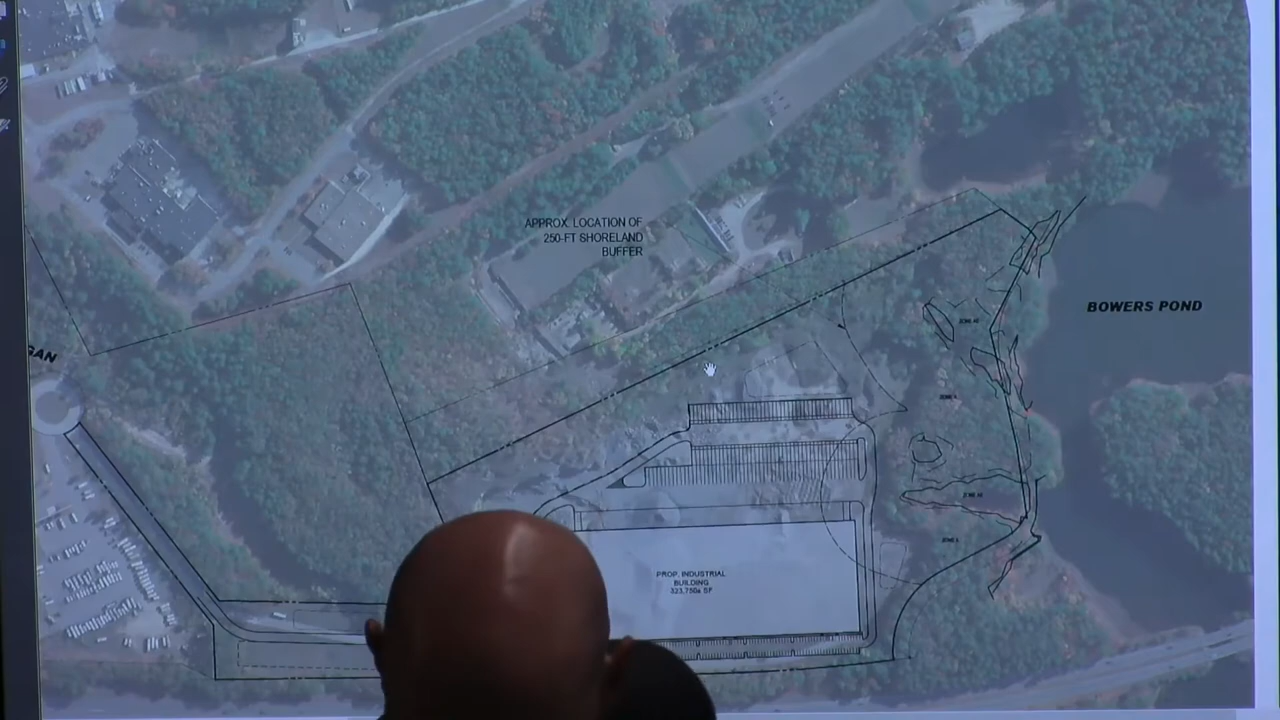 APPROX. LOCATION OF
250-FT SHORELAND
BUFFER
BOWERS POND
GAN
PROP. INDUSTRIAL
BUILDING
323,750± SF